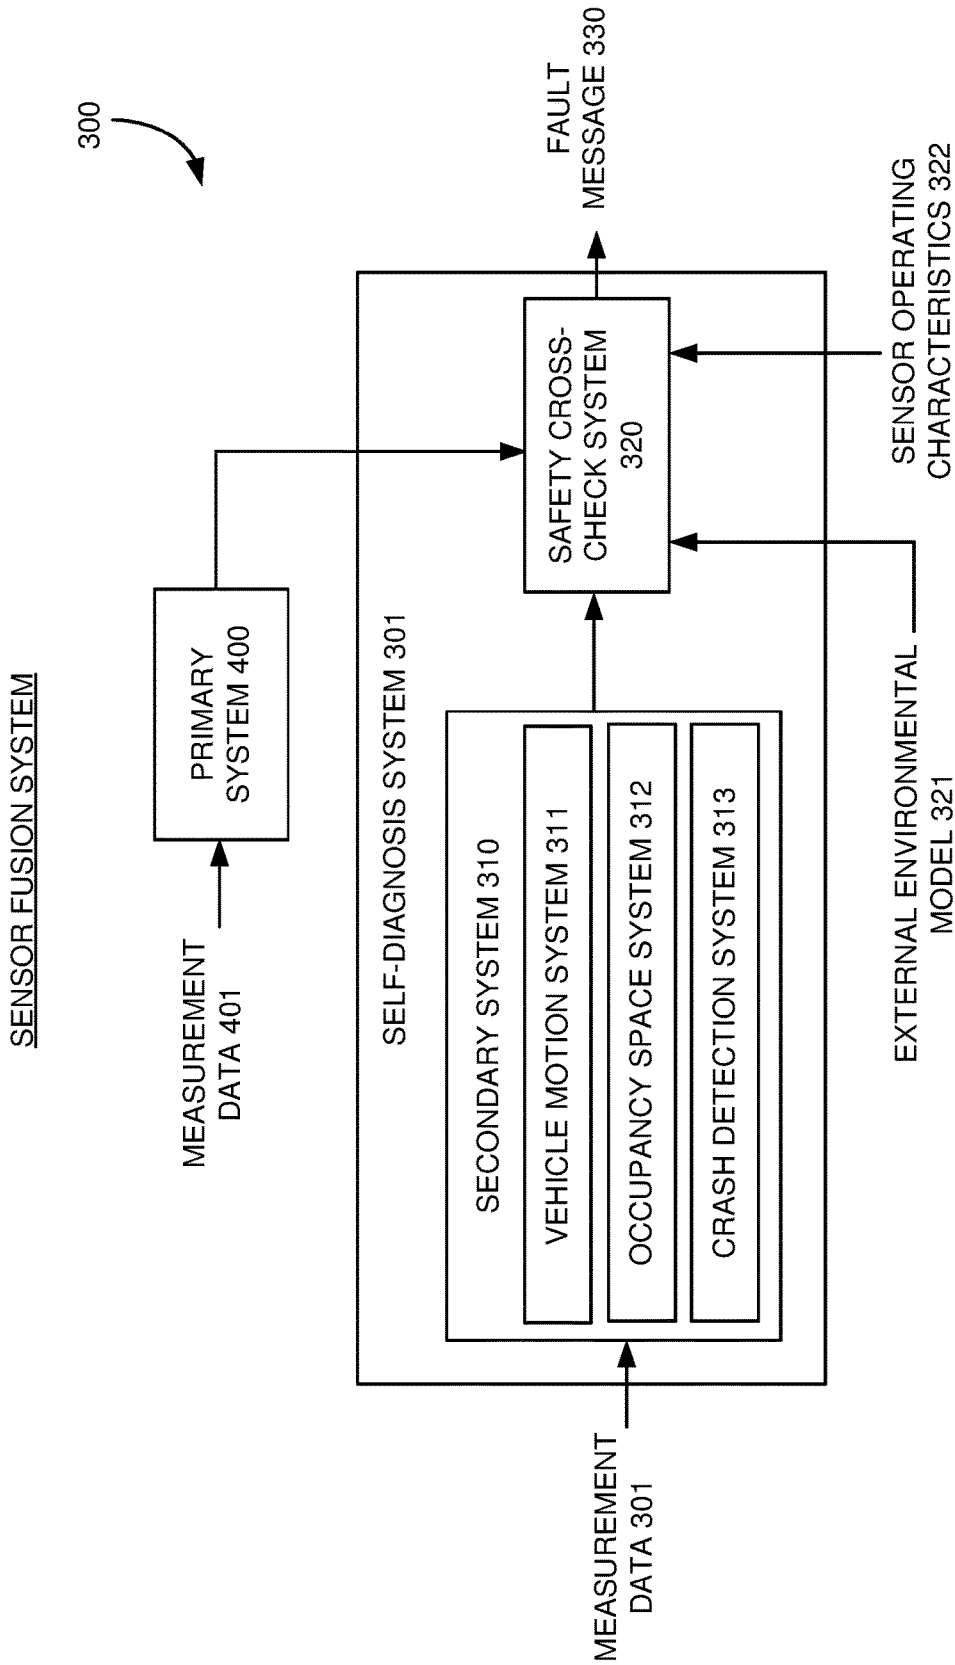 SENSOR FUSION SYSTEM
300
MEASUREMENT
DATA 401
PRIMARY
SYSTEM 400
SELF-DIAGNOSIS SYSTEM 301
MEASUREMENT
DATA 301
SECONDARY SYSTEM 310
VEHICLE MOTION SYSTEM 311
OCCUPANCY SPACE SYSTEM 312
CRASH DETECTION SYSTEM 313
SAFETY CROSS-
CHECK SYSTEM
320
FAULT
MESSAGE 330
EXTERNAL ENVIRONMENTAL
MODEL 321
SENSOR OPERATING
CHARACTERISTICS 322